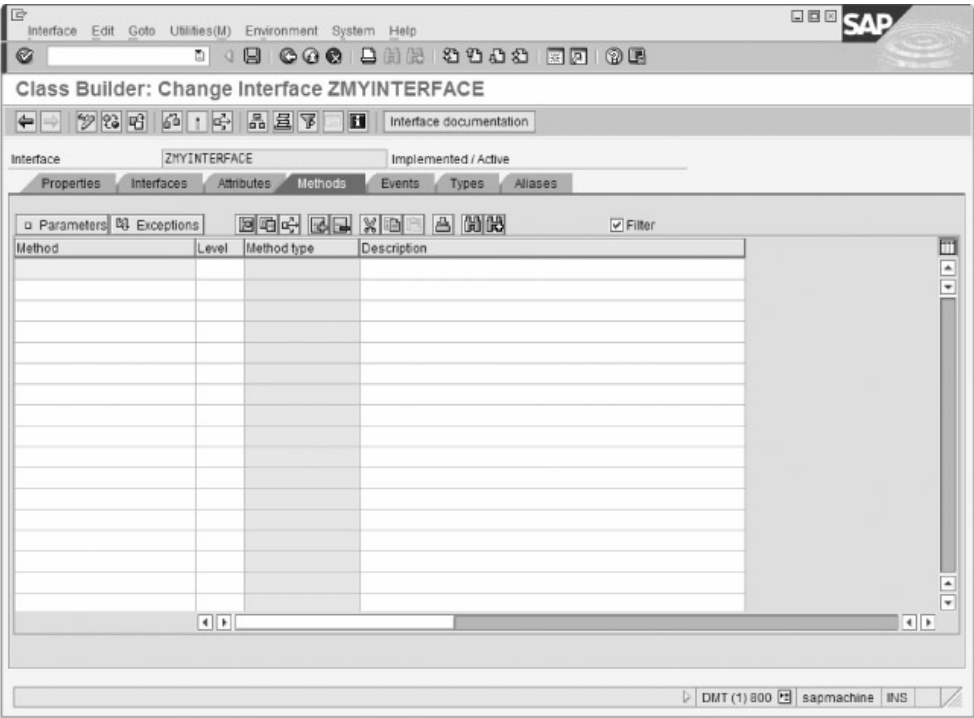 Interface Edit Goto Utilities(M) Environment System Help
SAP
Class Builder: Change Interface ZMYINTERFACE
Interface documentation
Interface ZMYINTERFACE Implemented / Active
Properties Interfaces Attributes Methods Events Types Aliases
Parameters Exceptions Filter
Method Level Method type Description
DMT (1) 800 sapmachine INS